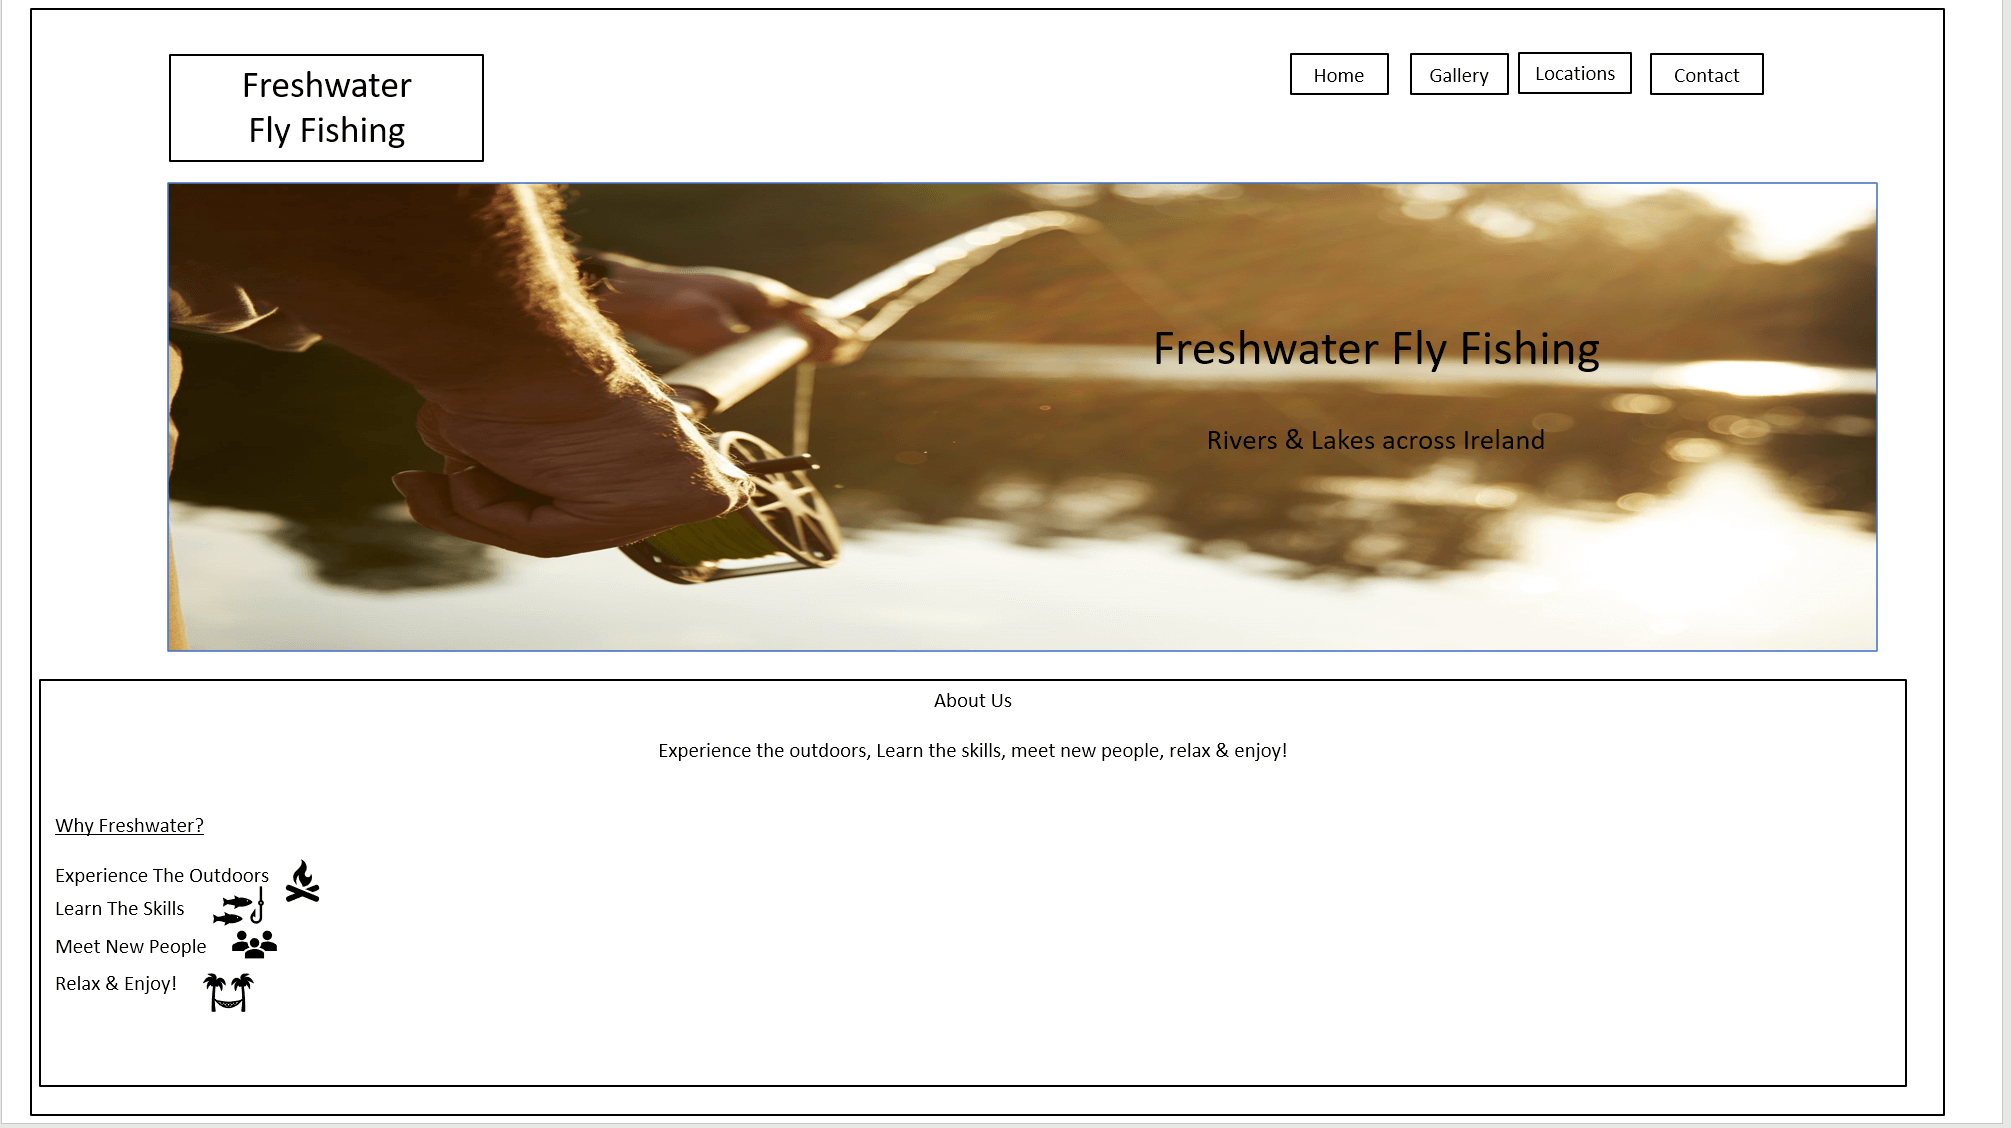 Freshwater
Fly Fishing
Home
Gallery
Locations
Contact
Freshwater Fly Fishing
Rivers & Lakes across Ireland
About Us
Experience the outdoors, Learn the skills, meet new people, relax & enjoy!
Why Freshwater?
Experience The Outdoors
Learn The Skills
Meet New People
Relax & Enjoy!